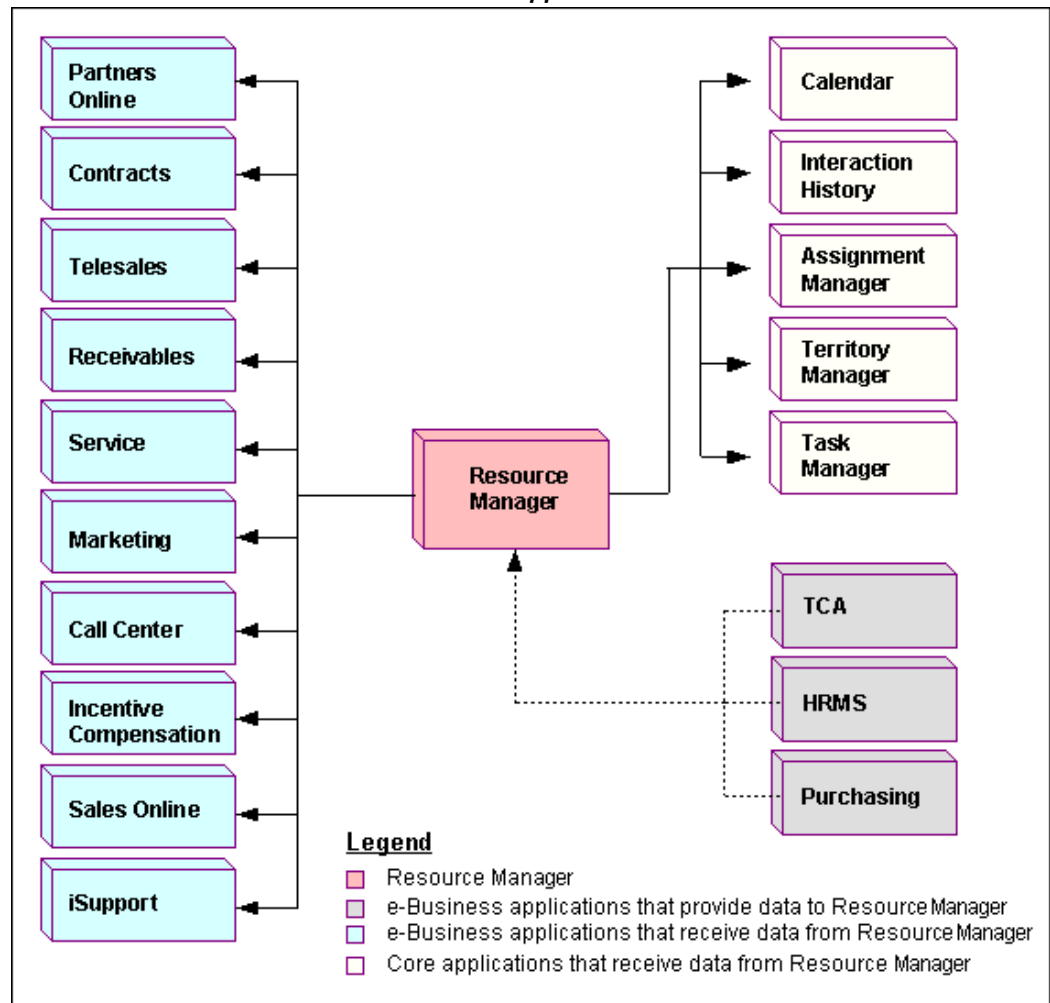 Partners
Online
Contracts
Telesales
Receivables
Service
Marketing
Call Center
Incentive
Compensation
Sales Online
iSupport
Resource
Manager
Calendar
Interaction
History
Assignment
Manager
Territory
Manager
Task
Manager
TCA
HRMS
Purchasing
Legend
Resource Manager
e-Business applications that provide data to Resource Manager
e-Business applications that receive data from Resource Manager
Core applications that receive data from Resource Manager